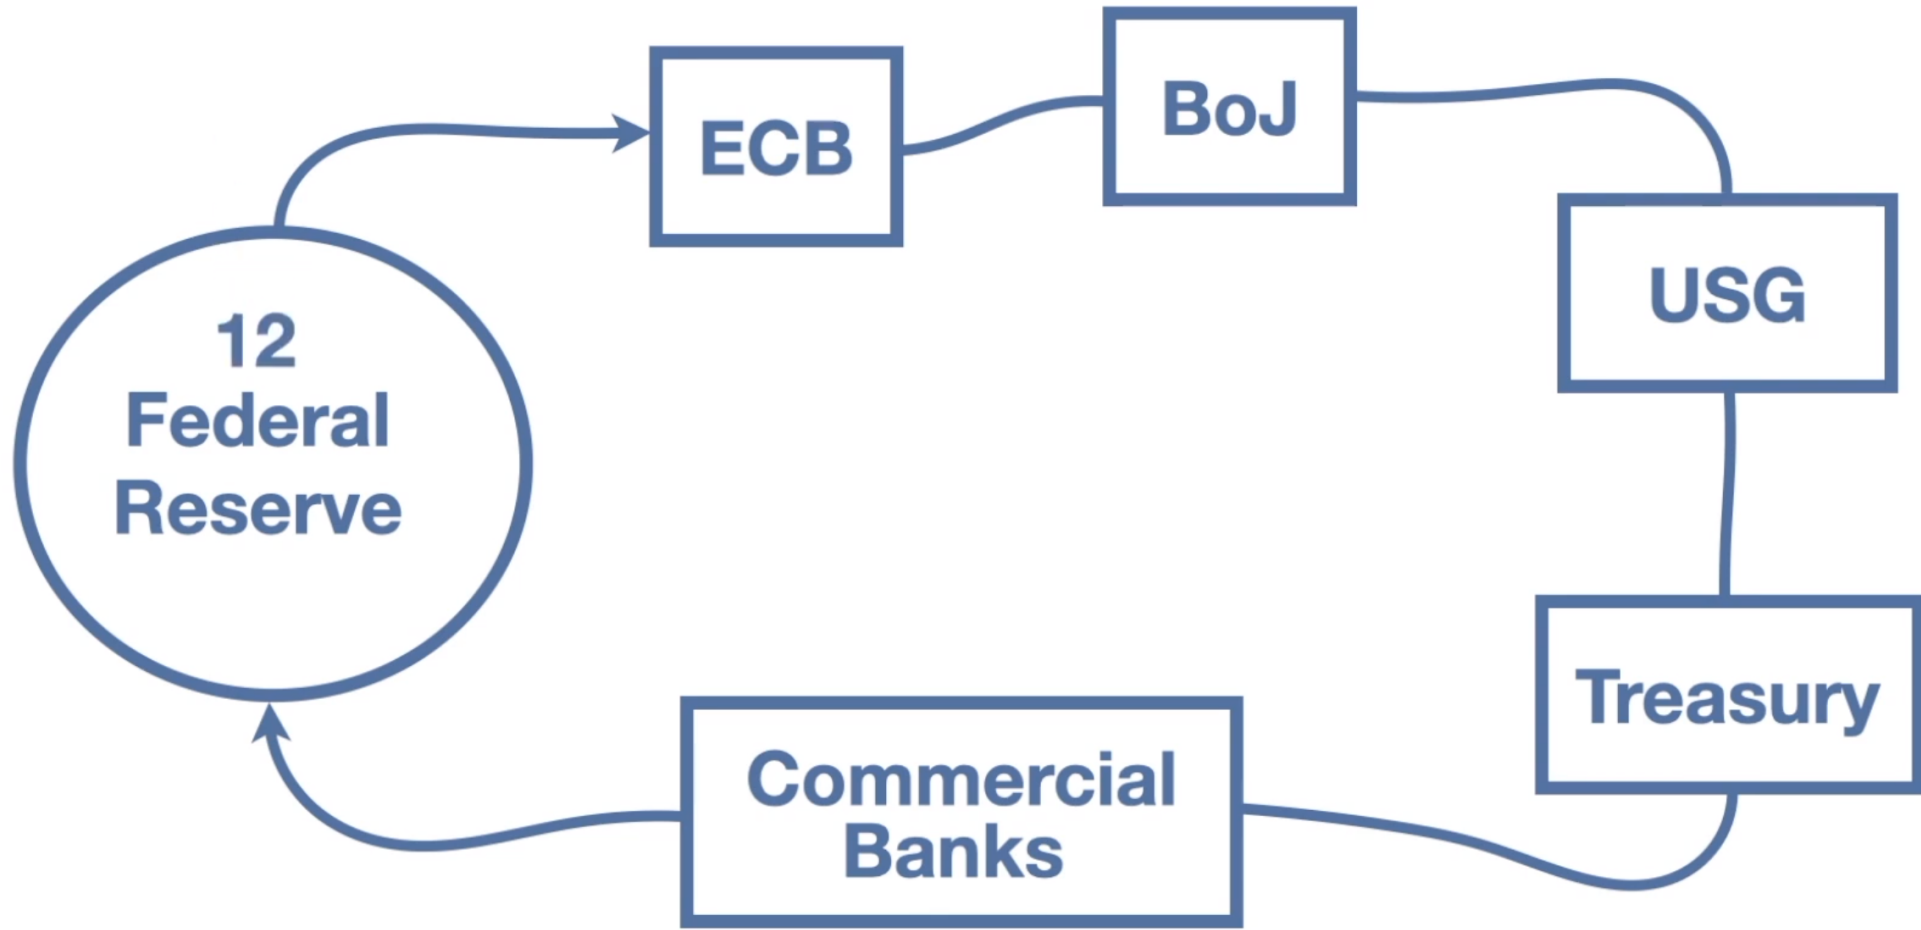 12
Federal
Reserve
ECB
BoJ
USG
Treasury
Commercial
Banks